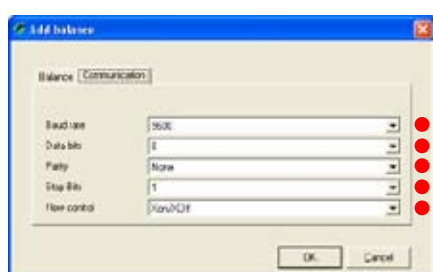 Add balance
Balance Communication
Baud rate 9600
Data bits 8
Parity None
Stop Bits 1
Flow control Xon/Xoff
OK Cancel